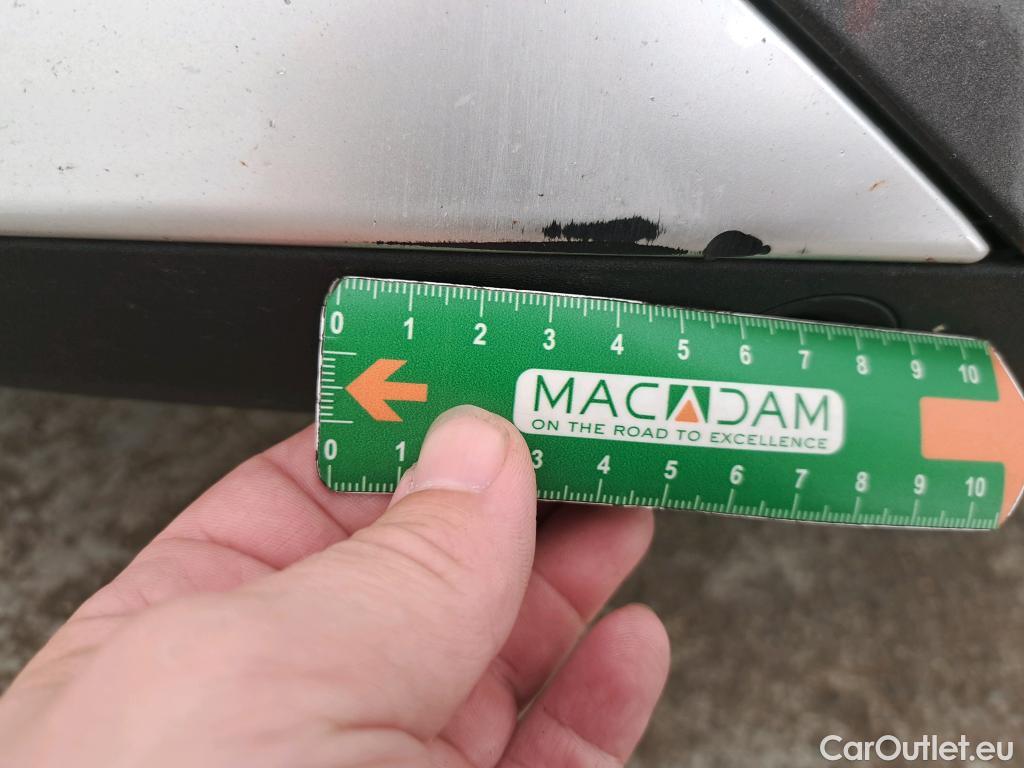 0 1 2 3 4 5 6 7 8 9 10
MACADAM
ON THE ROAD TO EXCELLENCE
0 1 3 4 5 6 7 8 9 10
CarOutlet.eu